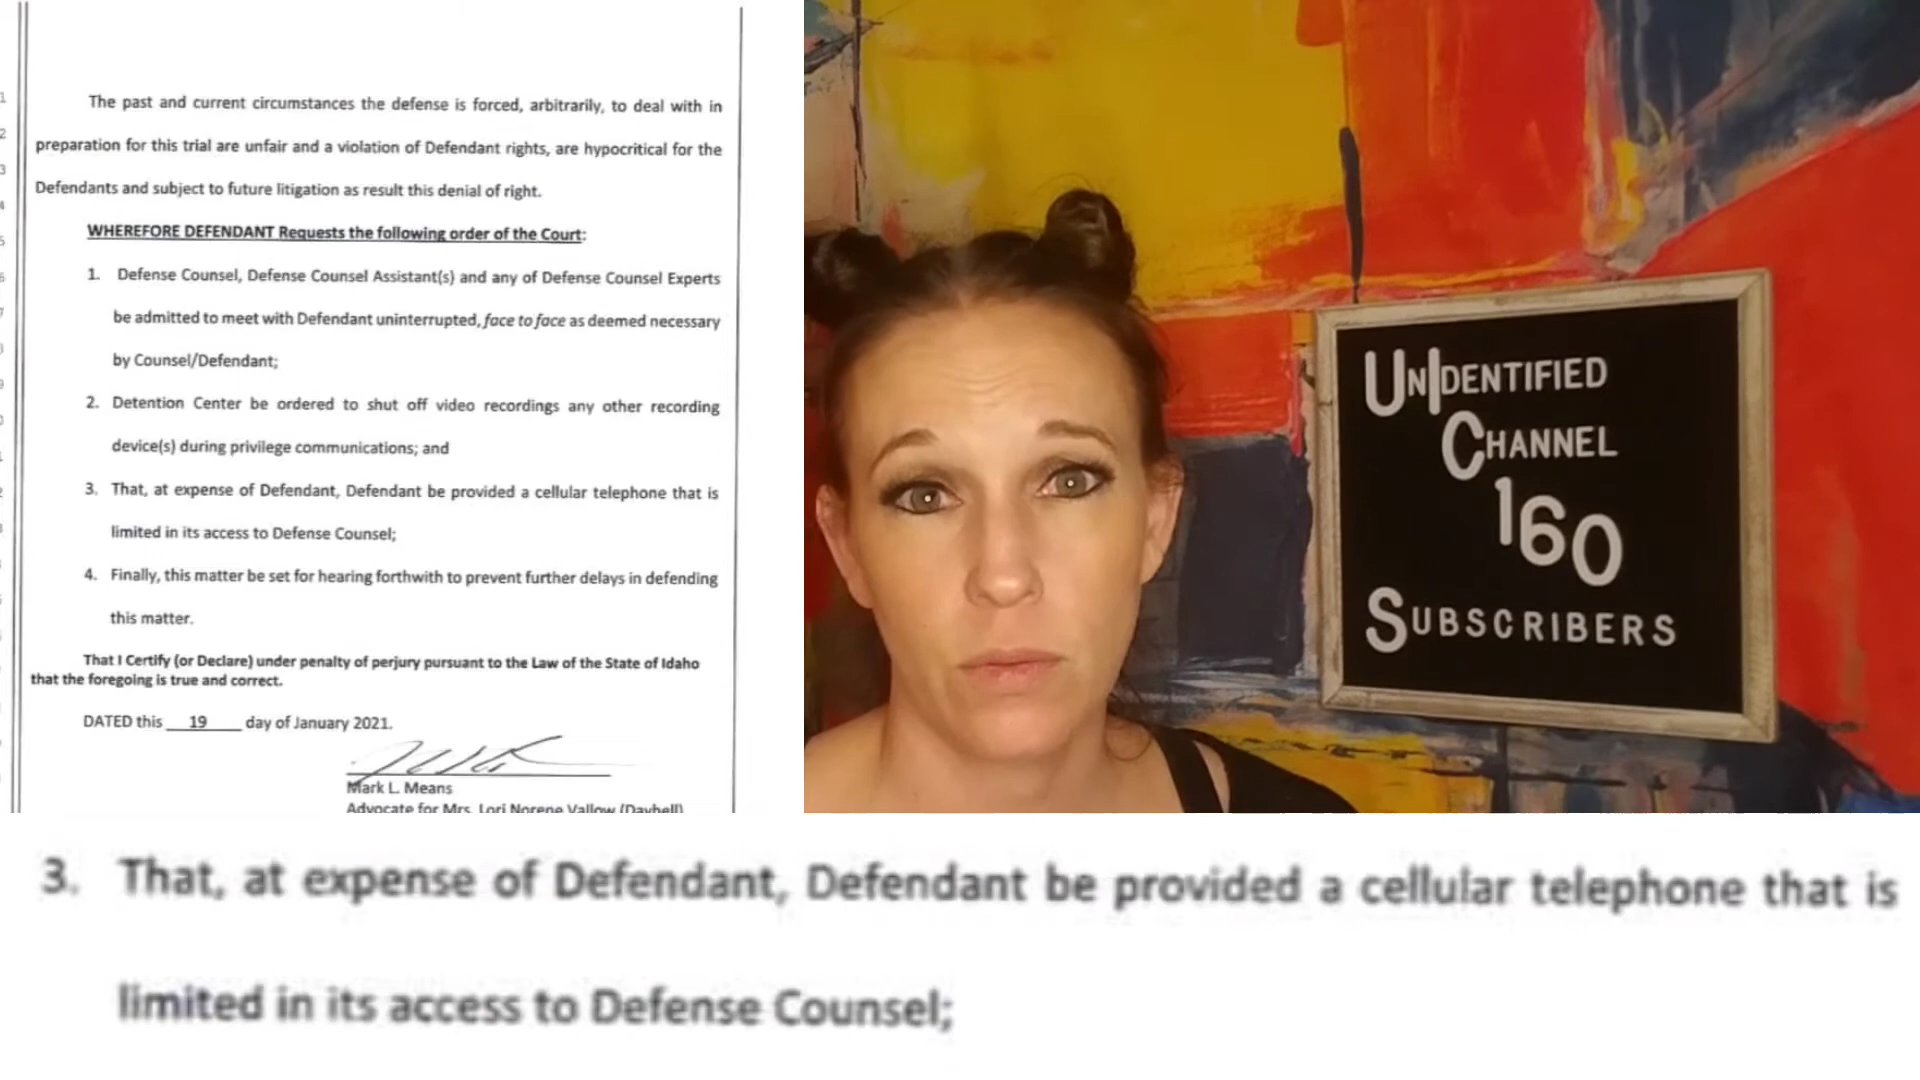 The past and current circumstances the defense is forced, arbitrarily, to deal with in
preparation for this trial are unfair and a violation of Defendant rights, are hypocritical for the
Defendants and subject to future litigation as result this denial of right.
WHEREFORE DEFENDANT Requests the following order of the Court:
1. Defense Counsel, Defense Counsel Assistant(s) and any of Defense Counsel Experts
be admitted to meet with Defendant uninterrupted, face to face as deemed necessary
by Counsel/Defendant;
2. Detention Center be ordered to shut off video recordings any other recording
device(s) during privilege communications; and
3. That, at expense of Defendant, Defendant be provided a cellular telephone that is
limited in its access to Defense Counsel;
4. Finally, this matter be set for hearing forthwith to prevent further delays in defending
this matter.
That I Certify (or Declare) under penalty of perjury pursuant to the Law of the State of Idaho
that the foregoing is true and correct.
DATED this 19 day of January 2021.
Mark L. Means
Advocate for Mrs. Lori Norene Vallow (Daybell)
UNIDENTIFIED
CHANNEL
160
SUBSCRIBERS
3. That, at expense of Defendant, Defendant be provided a cellular telephone that is
limited in its access to Defense Counsel;